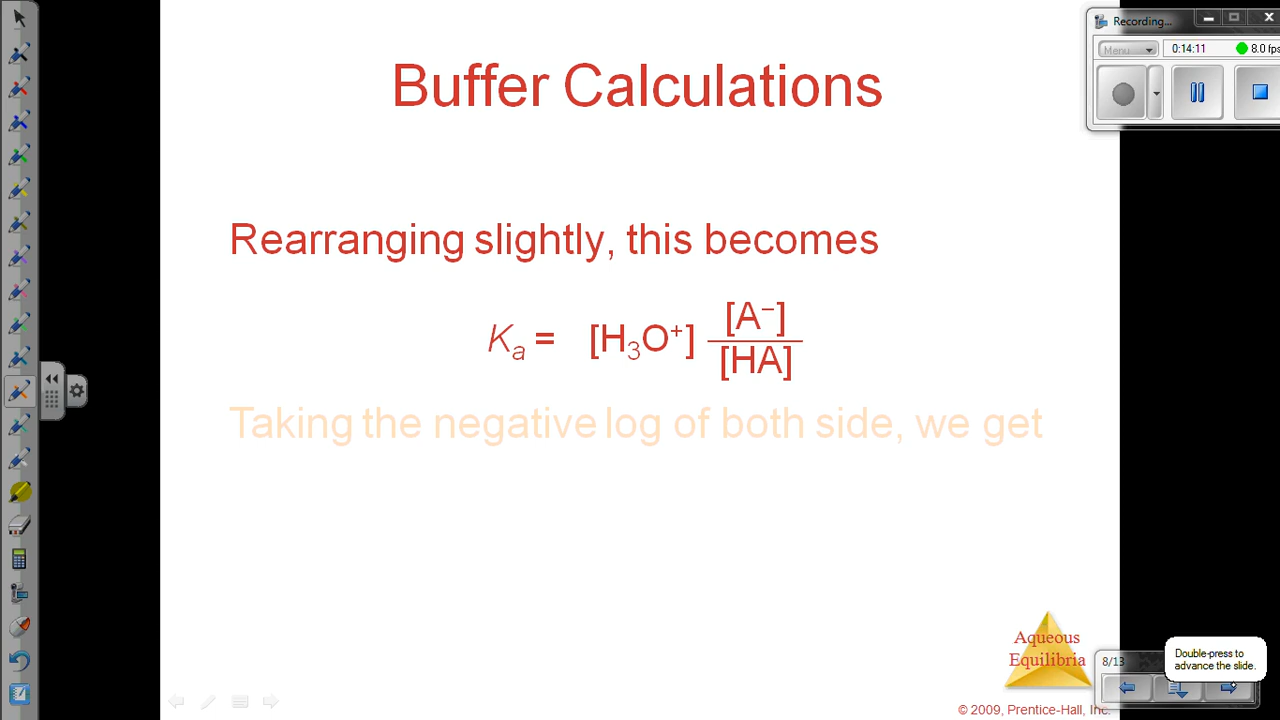 Recording...
Menu
0:14:11
8.0 fps
Buffer Calculations
Rearranging slightly, this becomes
Ka = [H3O+] [A−]
[HA]
Taking the negative log of both side, we get
Aqueous
Equilibria
8/13
Double-press to
advance the slide.
© 2009, Prentice-Hall, Inc.